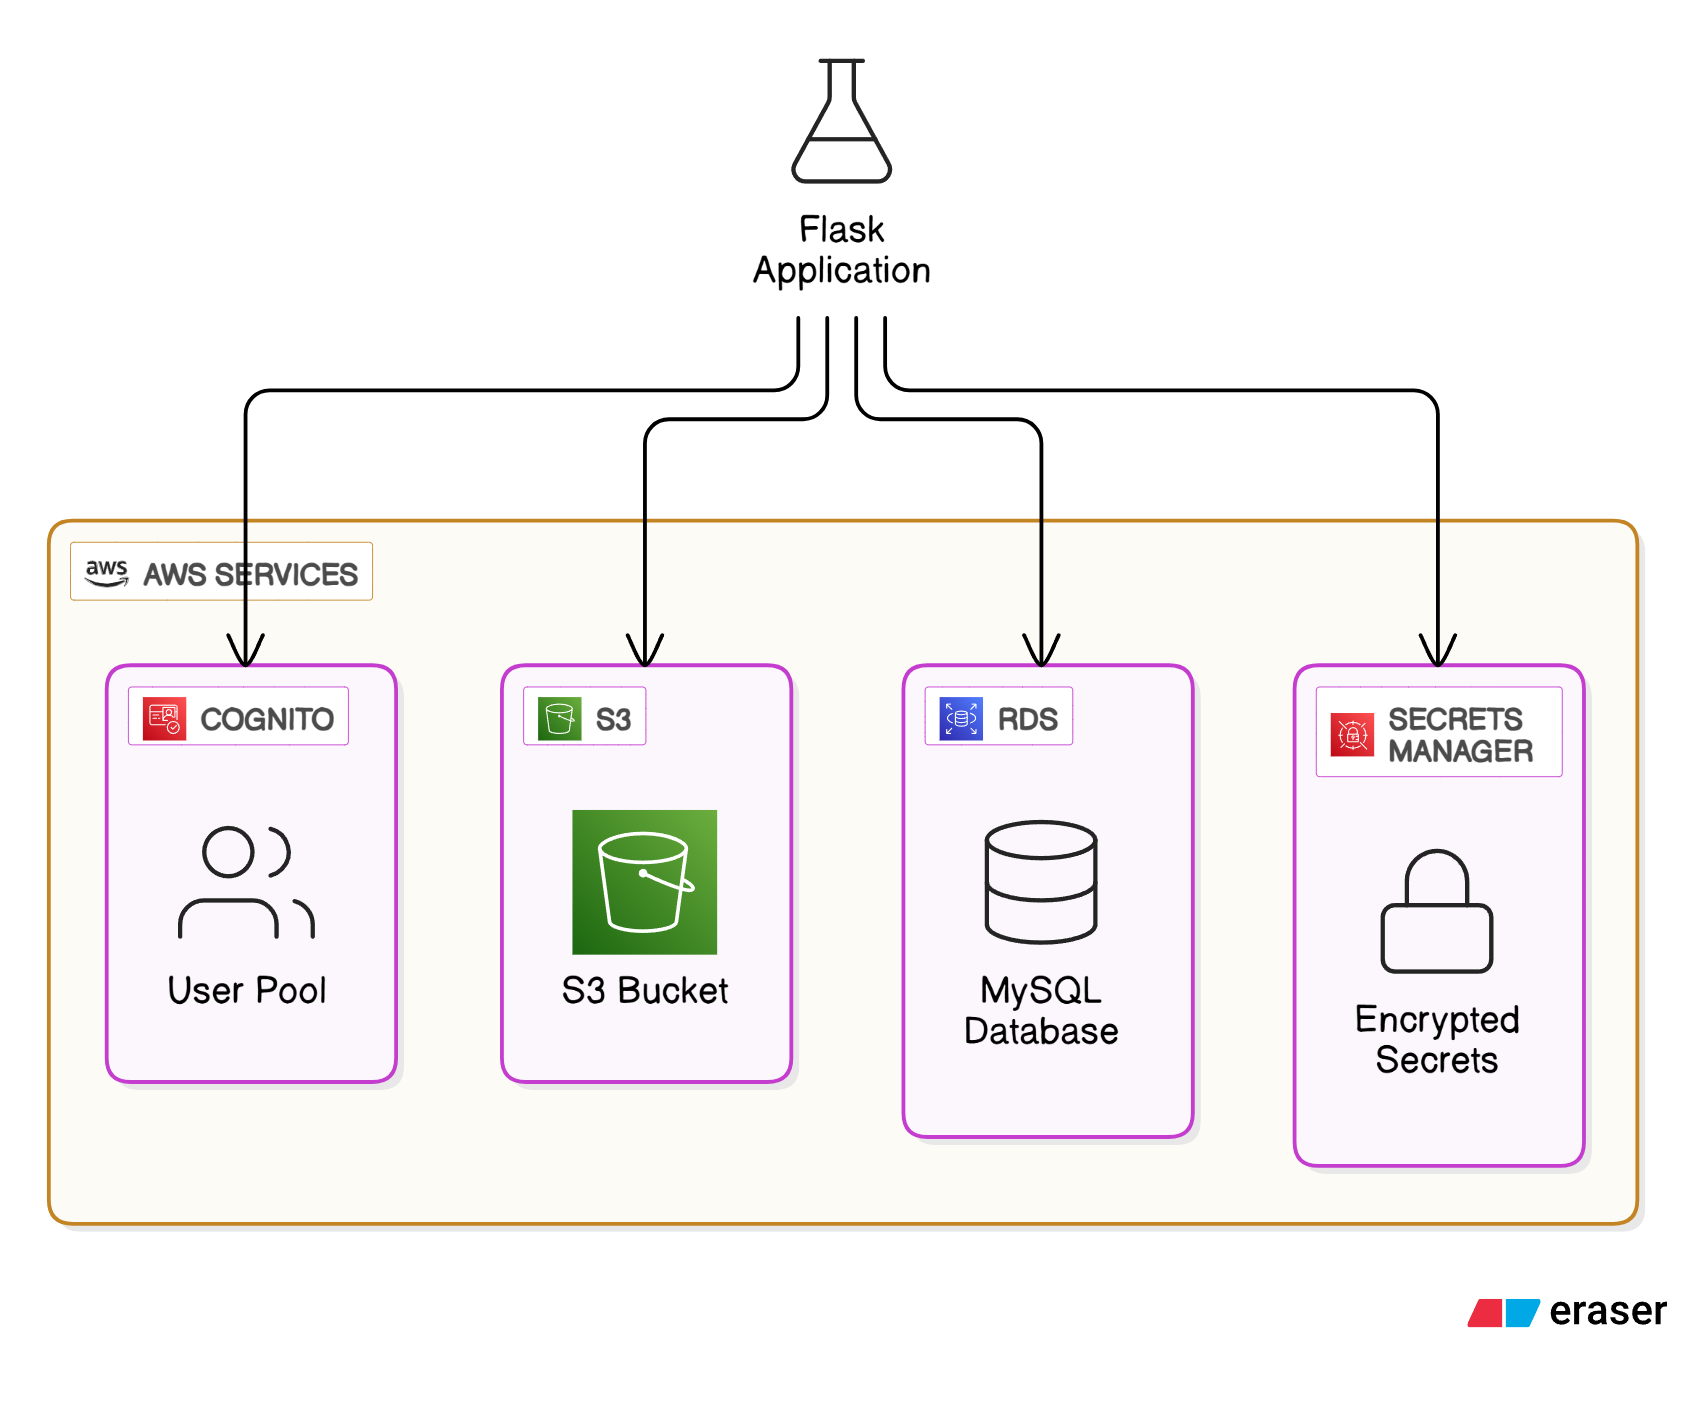 Flask
Application
aws AWS SERVICES
COGNITO
S3
RDS
SECRETS
MANAGER
User Pool
S3 Bucket
MySQL
Database
Encrypted
Secrets
eraser